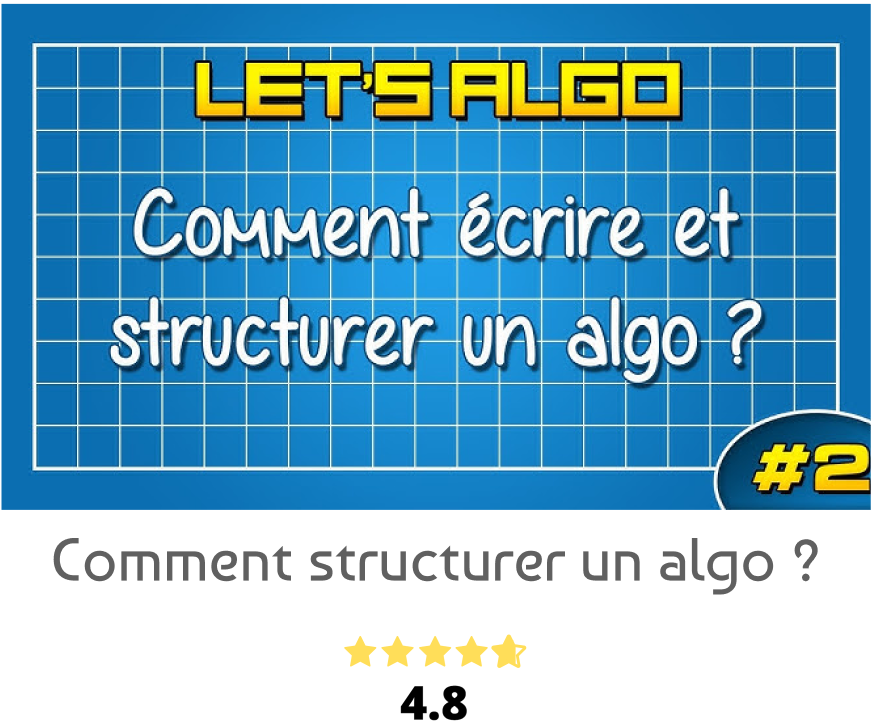 LET'S ALGO
Comment écrire et
structurer un algo ?
#2
Comment structurer un algo ?
4.8